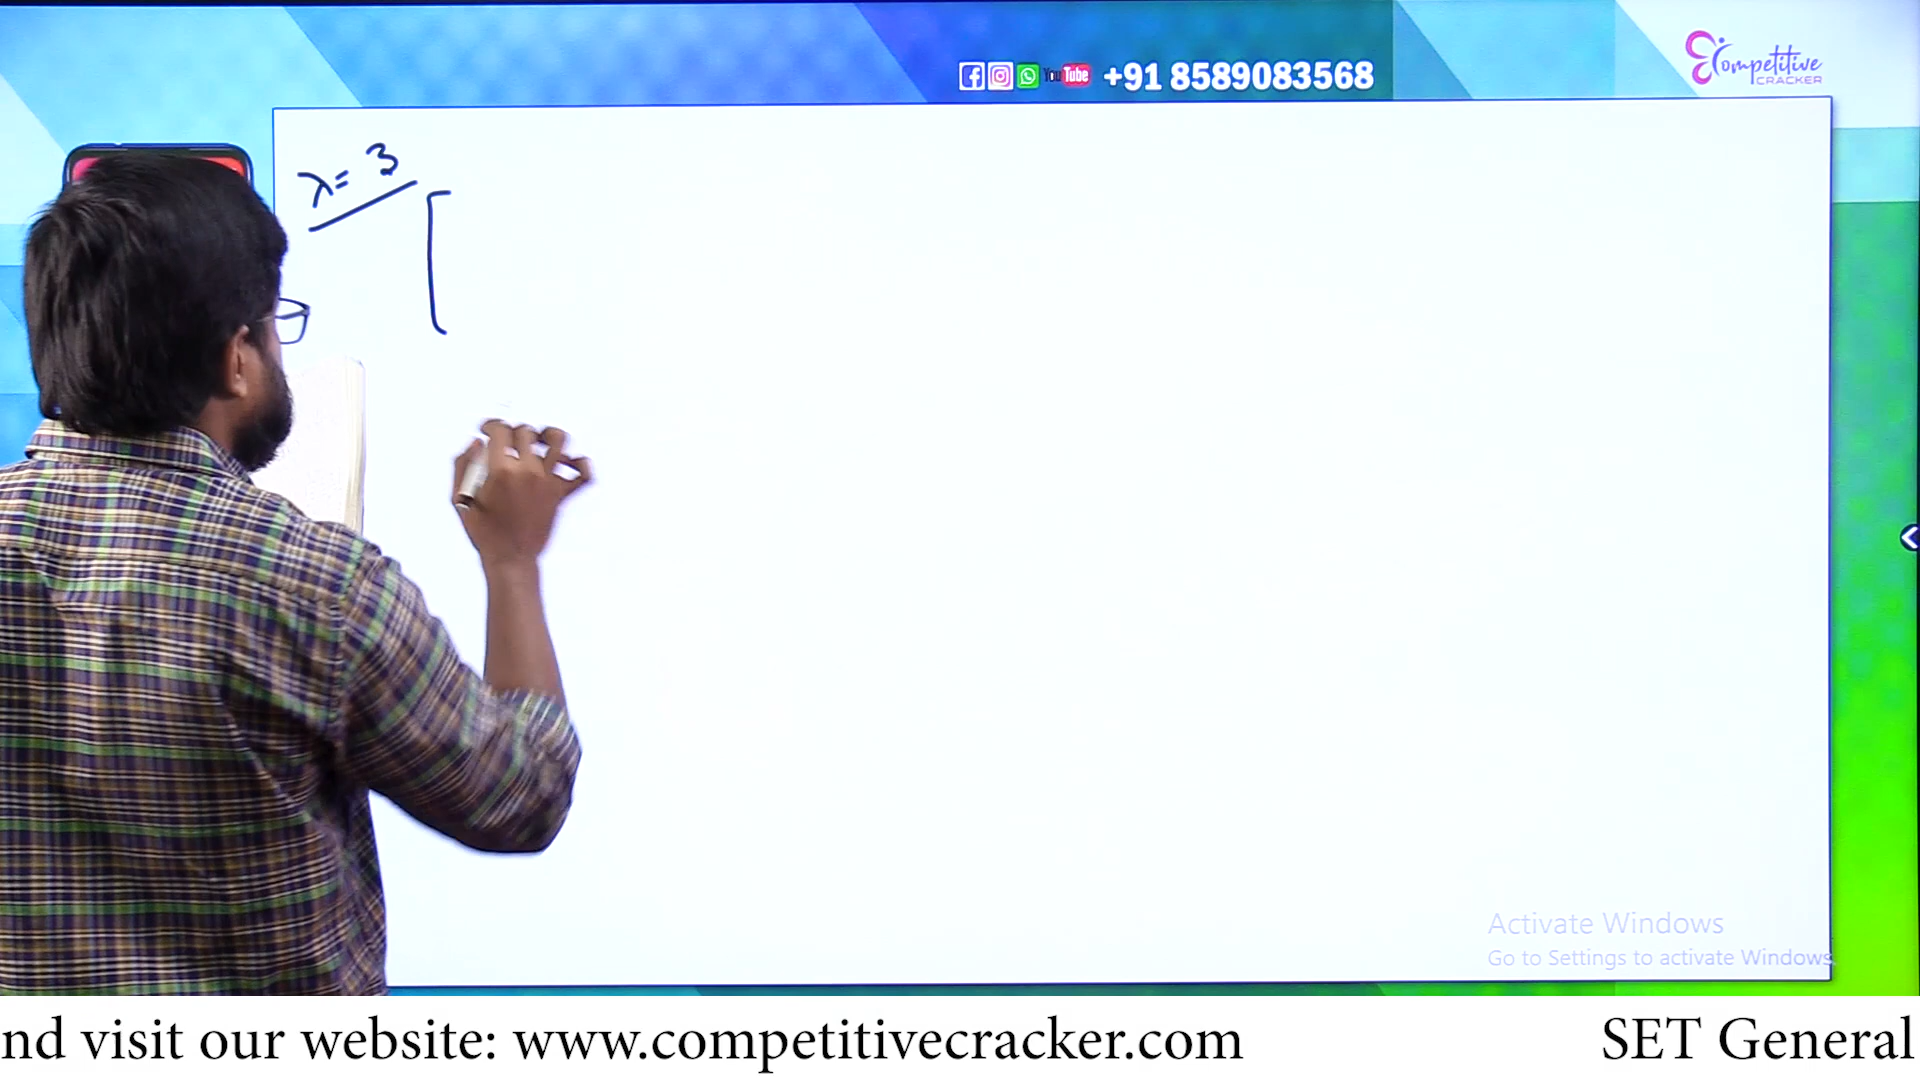 YouTube +91 8589083568
Competitive
CRACKER
λ= 3
[
Activate Windows
Go to Settings to activate Windows.
nd visit our website: www.competitivecracker.com SET General